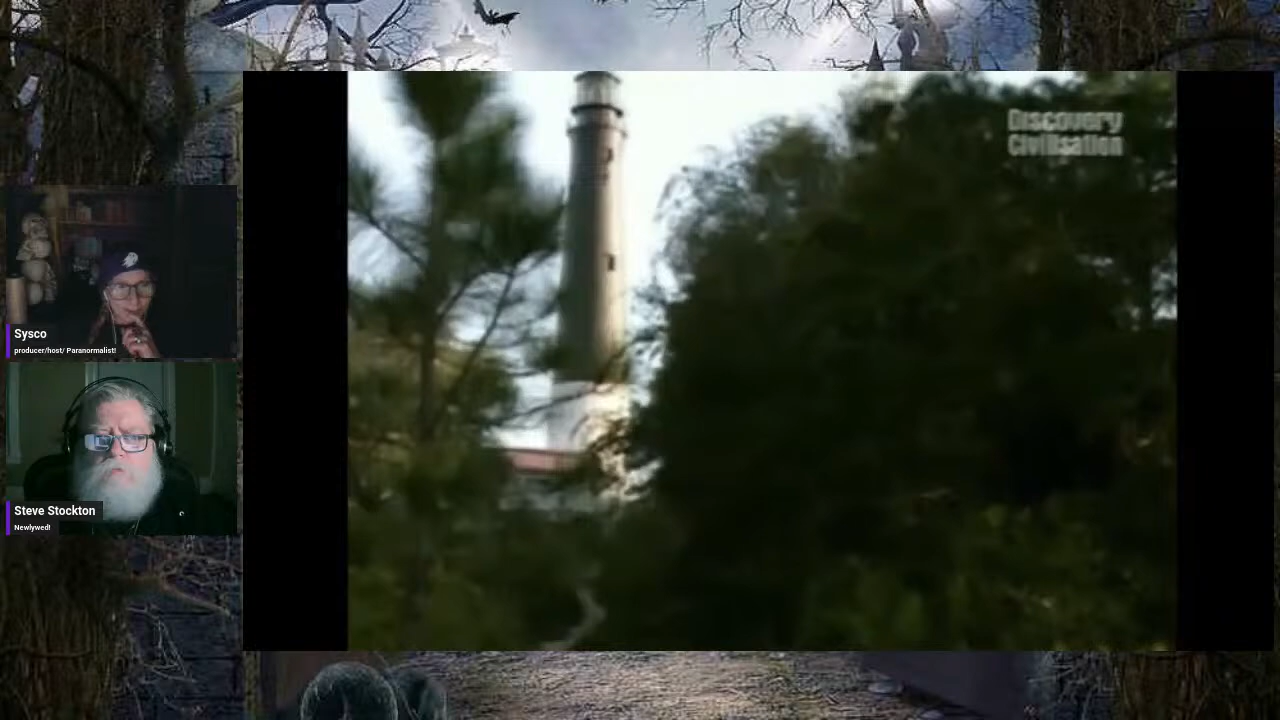 Discovery
Civilisation
Sysco
producer/host/ Paranormalist!
Steve Stockton
Newlywed!